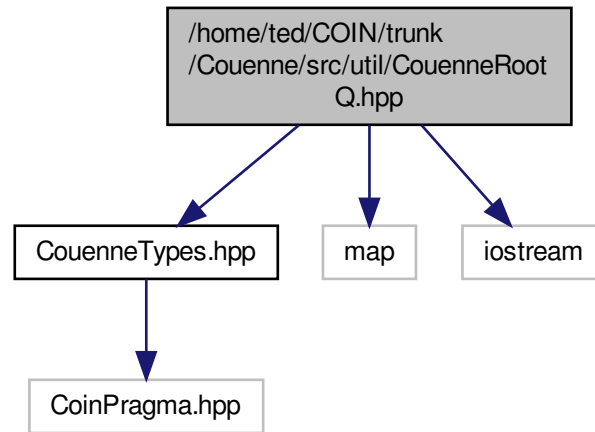 /home/ted/COIN/trunk
/Couenne/src/util/CouenneRoot
Q.hpp
CouenneTypes.hpp
map
iostream
CoinPragma.hpp